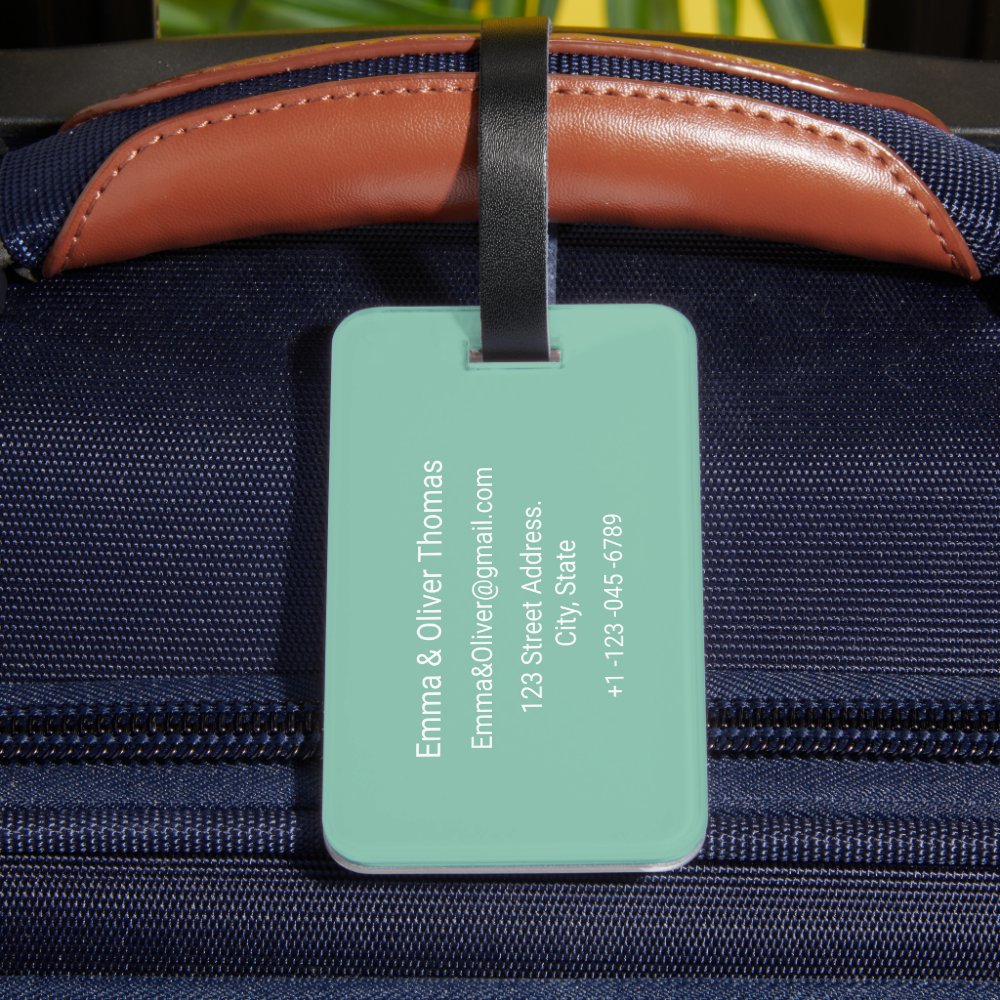 Emma & Oliver Thomas
Emma&Oliver@gmail.com
123 Street Address.
City, State
+1 -123 -045 -6789